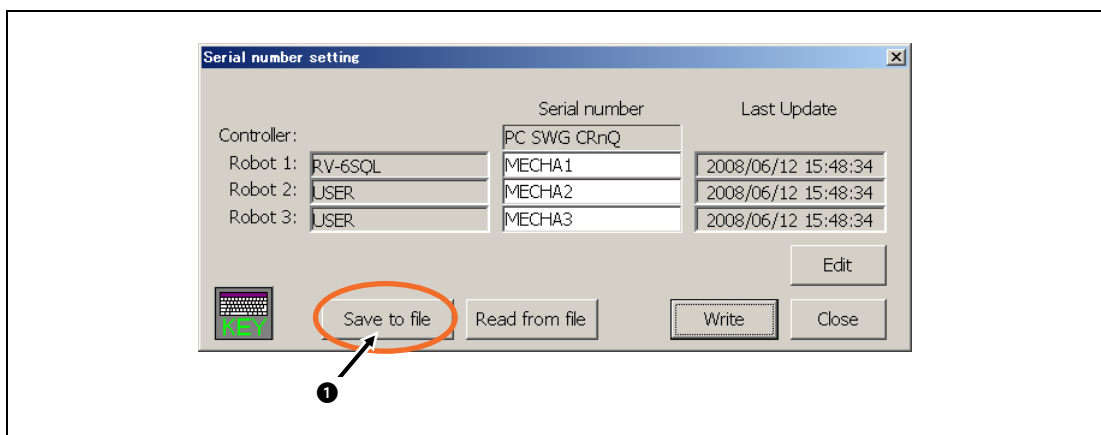 Serial number setting
Serial number Last Update
Controller: PC SWG CRnQ
Robot 1: RV-6SQL MECHA1 2008/06/12 15:48:34
Robot 2: USER MECHA2 2008/06/12 15:48:34
Robot 3: USER MECHA3 2008/06/12 15:48:34
Edit
KEY Save to file Read from file Write Close
❶